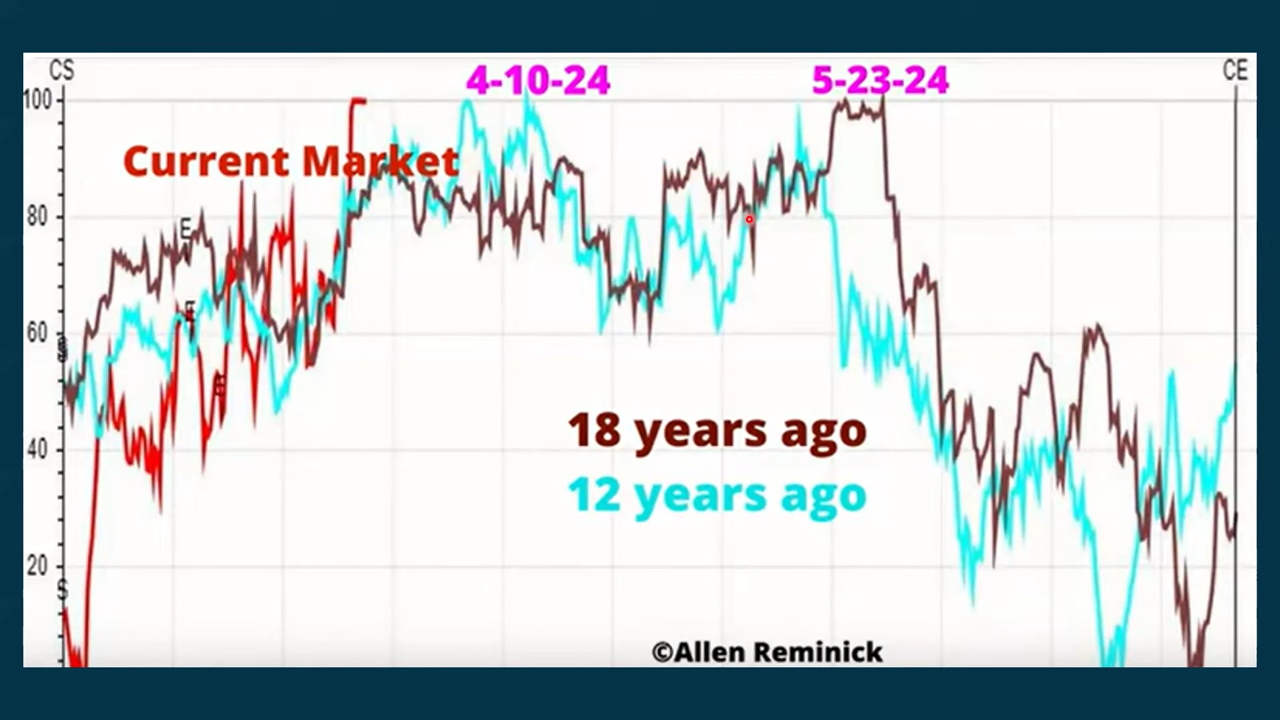 CS
CE
4-10-24
5-23-24
100
Current Market
80
E
E
60
S
E
18 years ago
40
12 years ago
20
S
©Allen Reminick